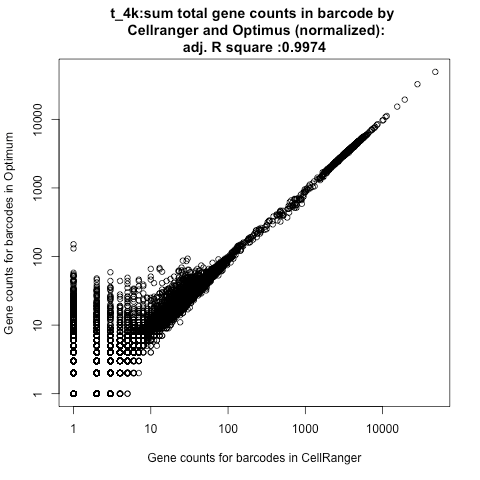 t_4k:sum total gene counts in barcode by
Cellranger and Optimus (normalized):
adj. R square :0.9974
Gene counts for barcodes in Optimum
10000
1000
100
10
1
1 10 100 1000 10000
Gene counts for barcodes in CellRanger